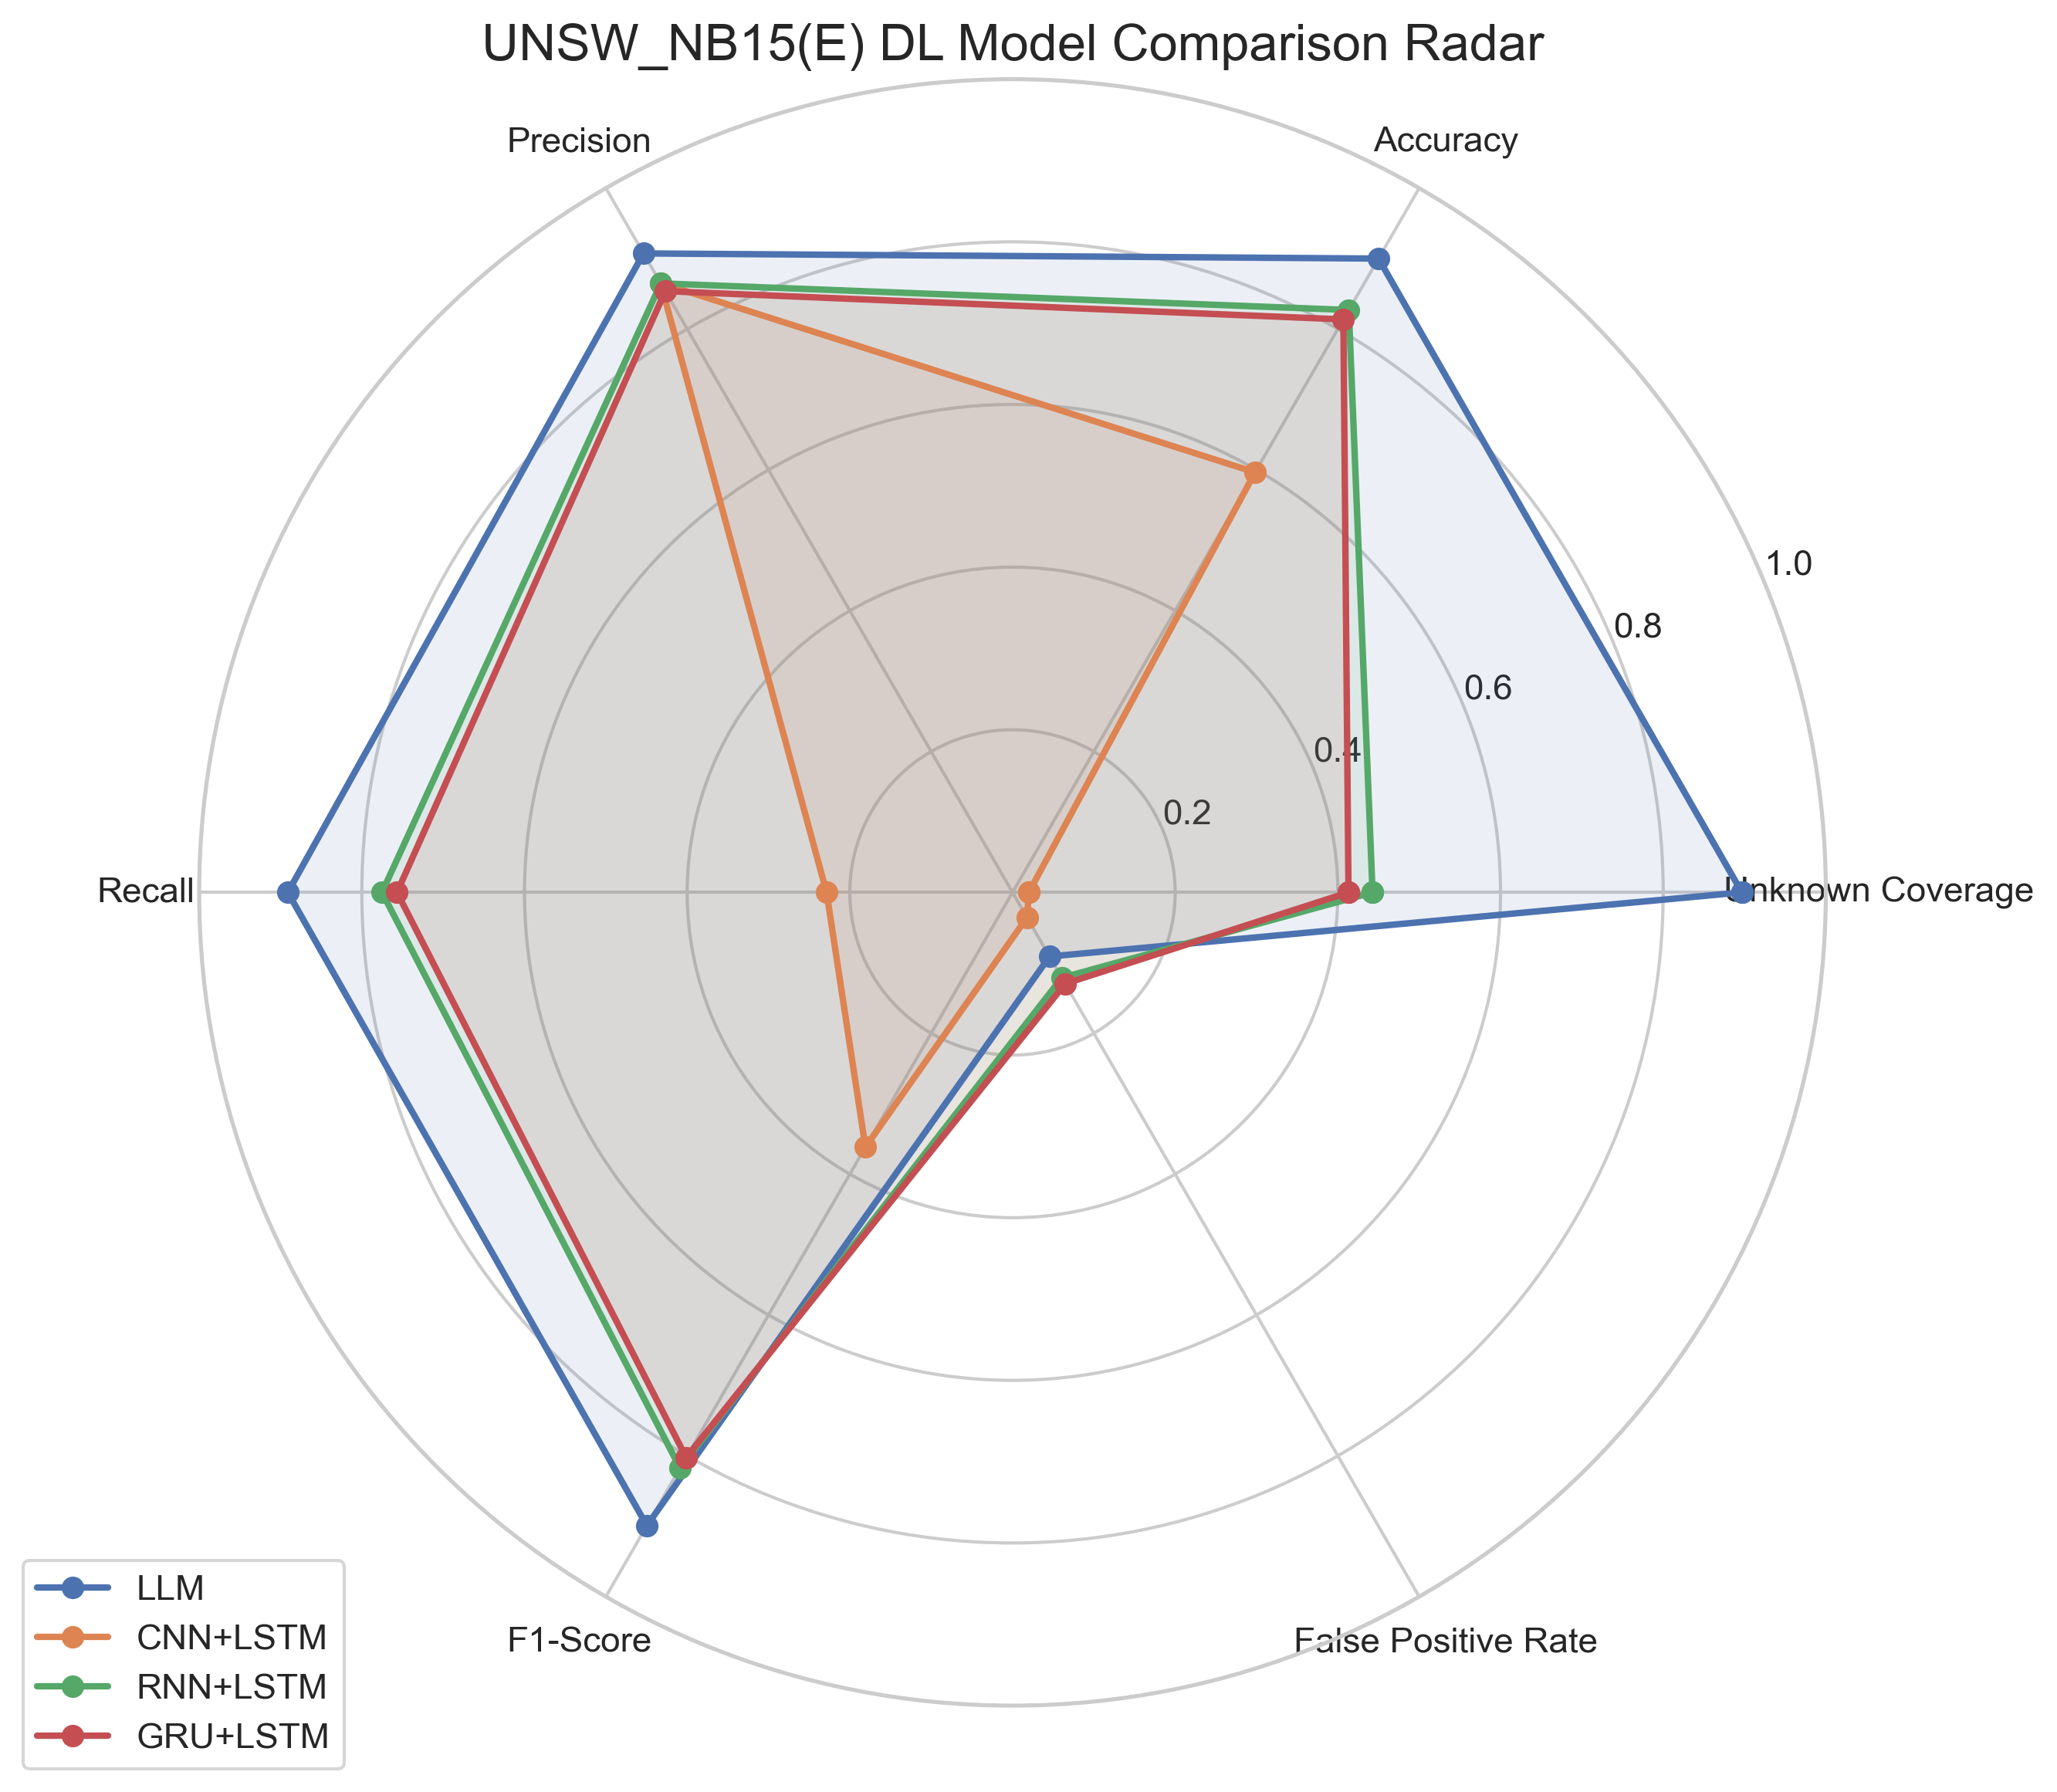 UNSW_NB15(E) DL Model Comparison Radar
Precision
Accuracy
1.0
0.8
0.6
0.4
0.2
Recall
Unknown Coverage
F1-Score
False Positive Rate
LLM
CNN+LSTM
RNN+LSTM
GRU+LSTM